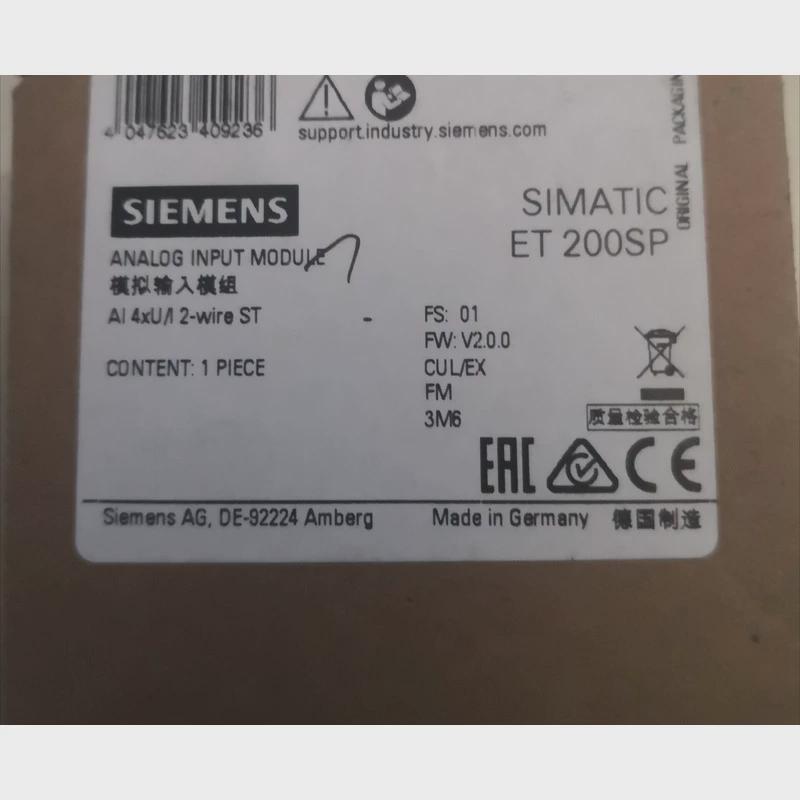 4 047623 409236
support.industry.siemens.com
ORIGINAL PACKAGIN
SIEMENS
SIMATIC
ET 200SP
ANALOG INPUT MODULE
模拟输入模组
AI 4xU/I 2-wire ST -
FS: 01
FW: V2.0.0
CONTENT: 1 PIECE
CUL/EX
FM
3M6
质量检验合格
EAC
CE
Siemens AG, DE-92224 Amberg
Made in Germany 德国制造